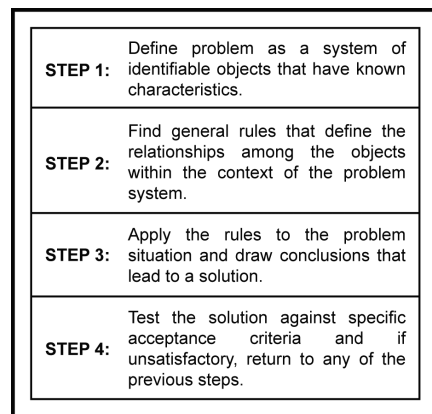 Define problem as a system of
STEP 1: identifiable objects that have known
characteristics.
Find general rules that define the
relationships among the objects
STEP 2:
within the context of the problem
system.
Apply the rules to the problem
STEP 3: situation and draw conclusions that
lead to a solution.
Test the solution against specific
acceptance criteria and if
STEP 4:
unsatisfactory, return to any of the
previous steps.